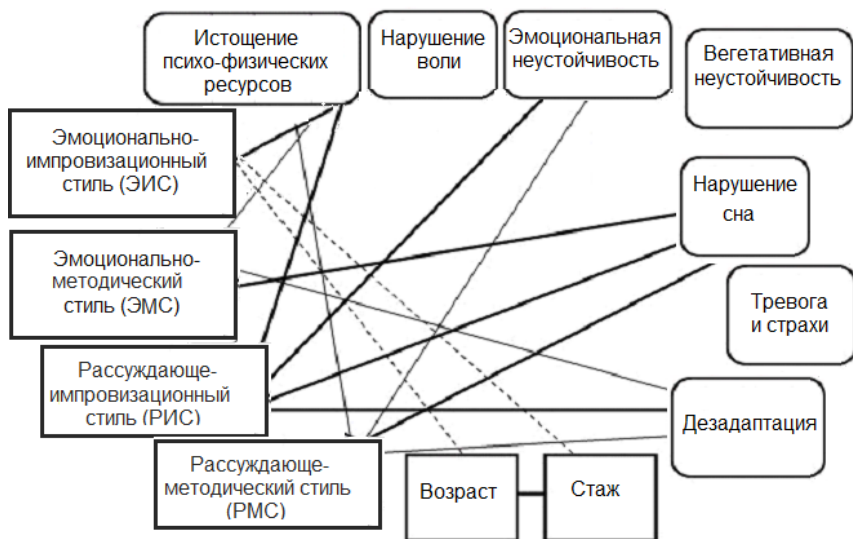 Истощение
психо-физических
ресурсов
Нарушение
воли
Эмоциональная
неустойчивость
Вегетативная
неустойчивость
Эмоционально-
импровизационный
стиль (ЭИС)
Нарушение
сна
Эмоционально-
методический
стиль (ЭМС)
Тревога
и страхи
Рассуждающе-
импровизационный
стиль (РИС)
Дезадаптация
Рассуждающе-
методический стиль
(РМС)
Возраст
Стаж